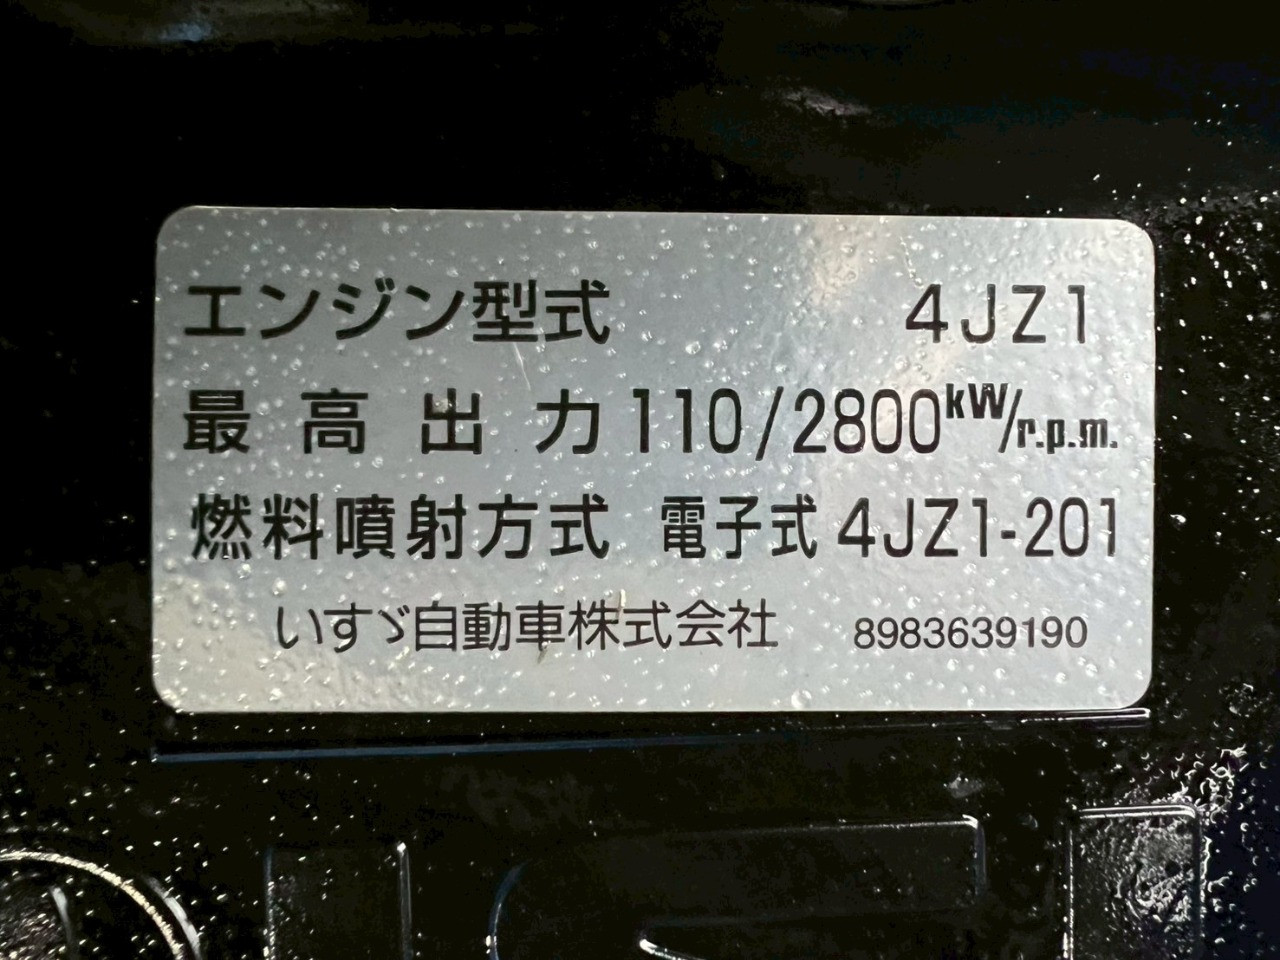 エンジン型式 4JZ1
最高出力 110/2800kW/r.p.m.
燃料噴射方式 電子式 4JZ1-201
いすゞ自動車株式会社 8983639190